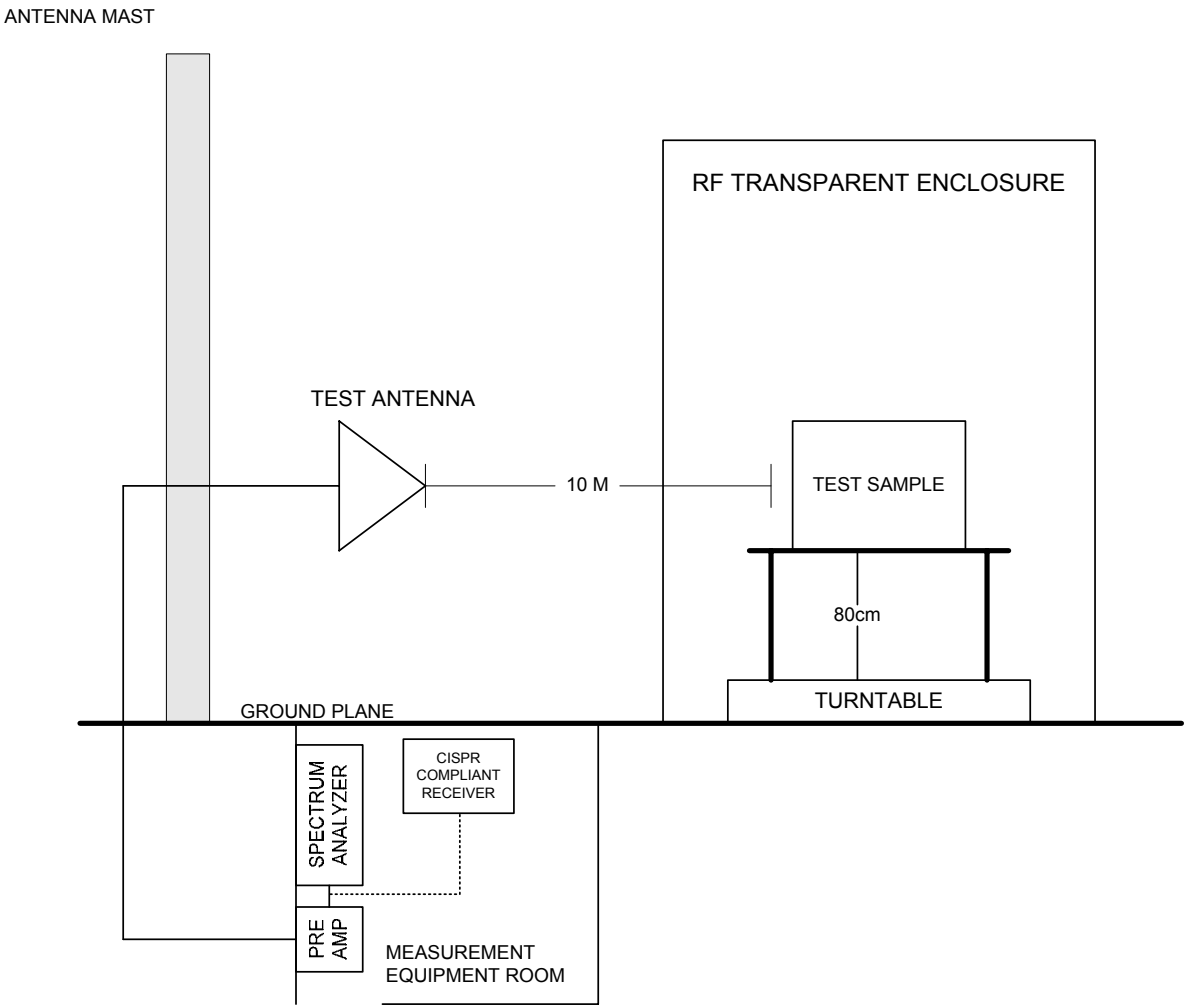 ANTENNA MAST
RF TRANSPARENT ENCLOSURE
TEST ANTENNA
10 M
TEST SAMPLE
80cm
TURNTABLE
GROUND PLANE
SPECTRUM
ANALYZER
CISPR
COMPLIANT
RECEIVER
PRE
AMP
MEASUREMENT
EQUIPMENT ROOM